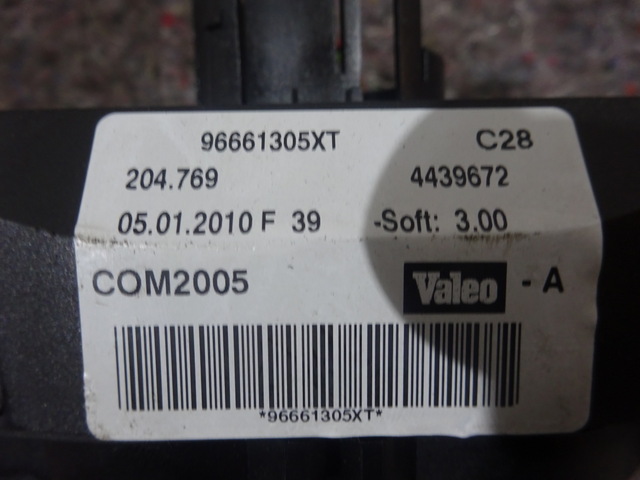 96661305XT C28
204.769 4439672
05.01.2010 F 39 -Soft: 3.00
COM2005 Valeo - A
*96661305XT*